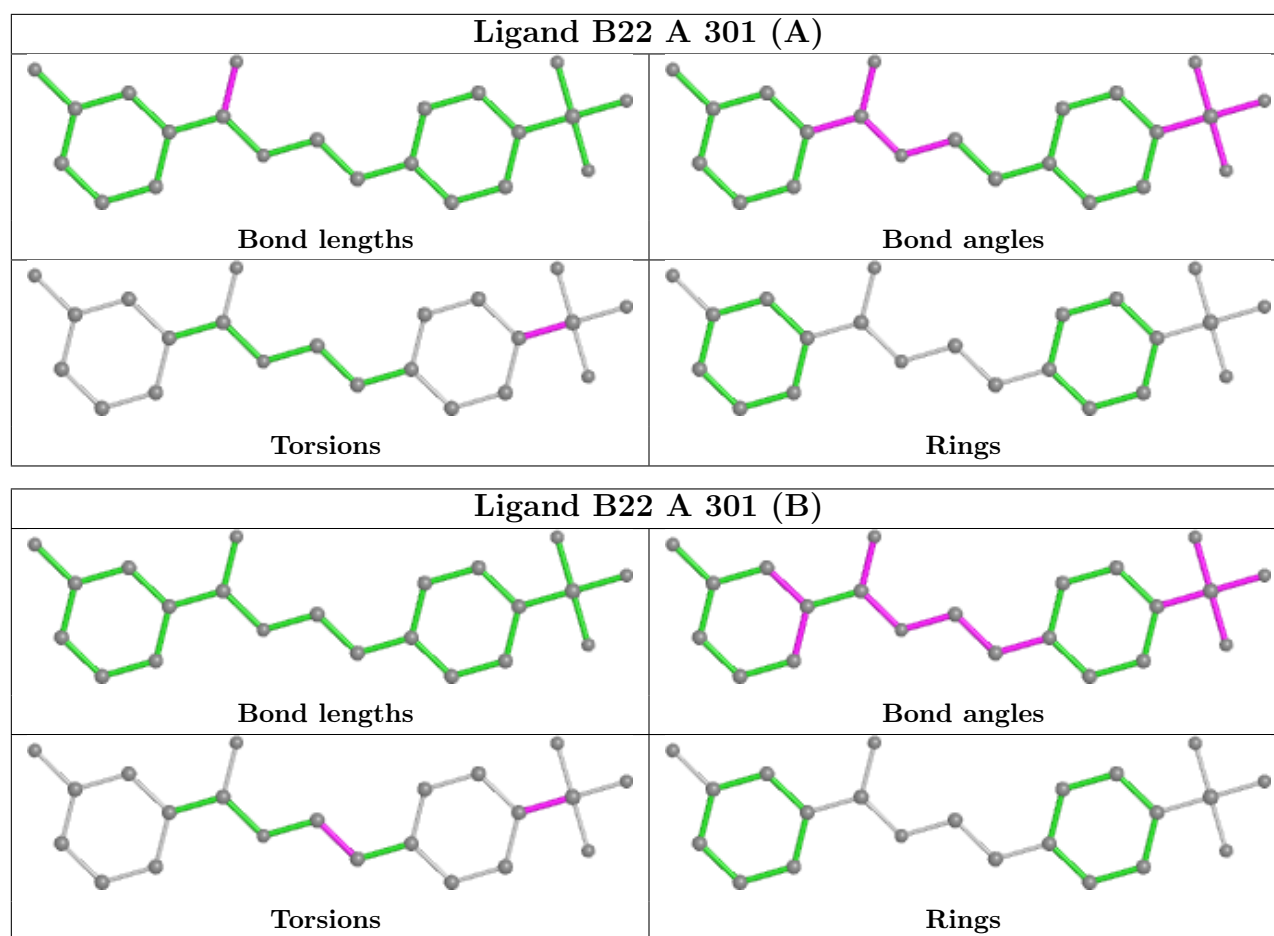 Ligand B22 A 301 (A)
Bond lengths
Bond angles
Torsions
Rings
Ligand B22 A 301 (B)
Bond lengths
Bond angles
Torsions
Rings